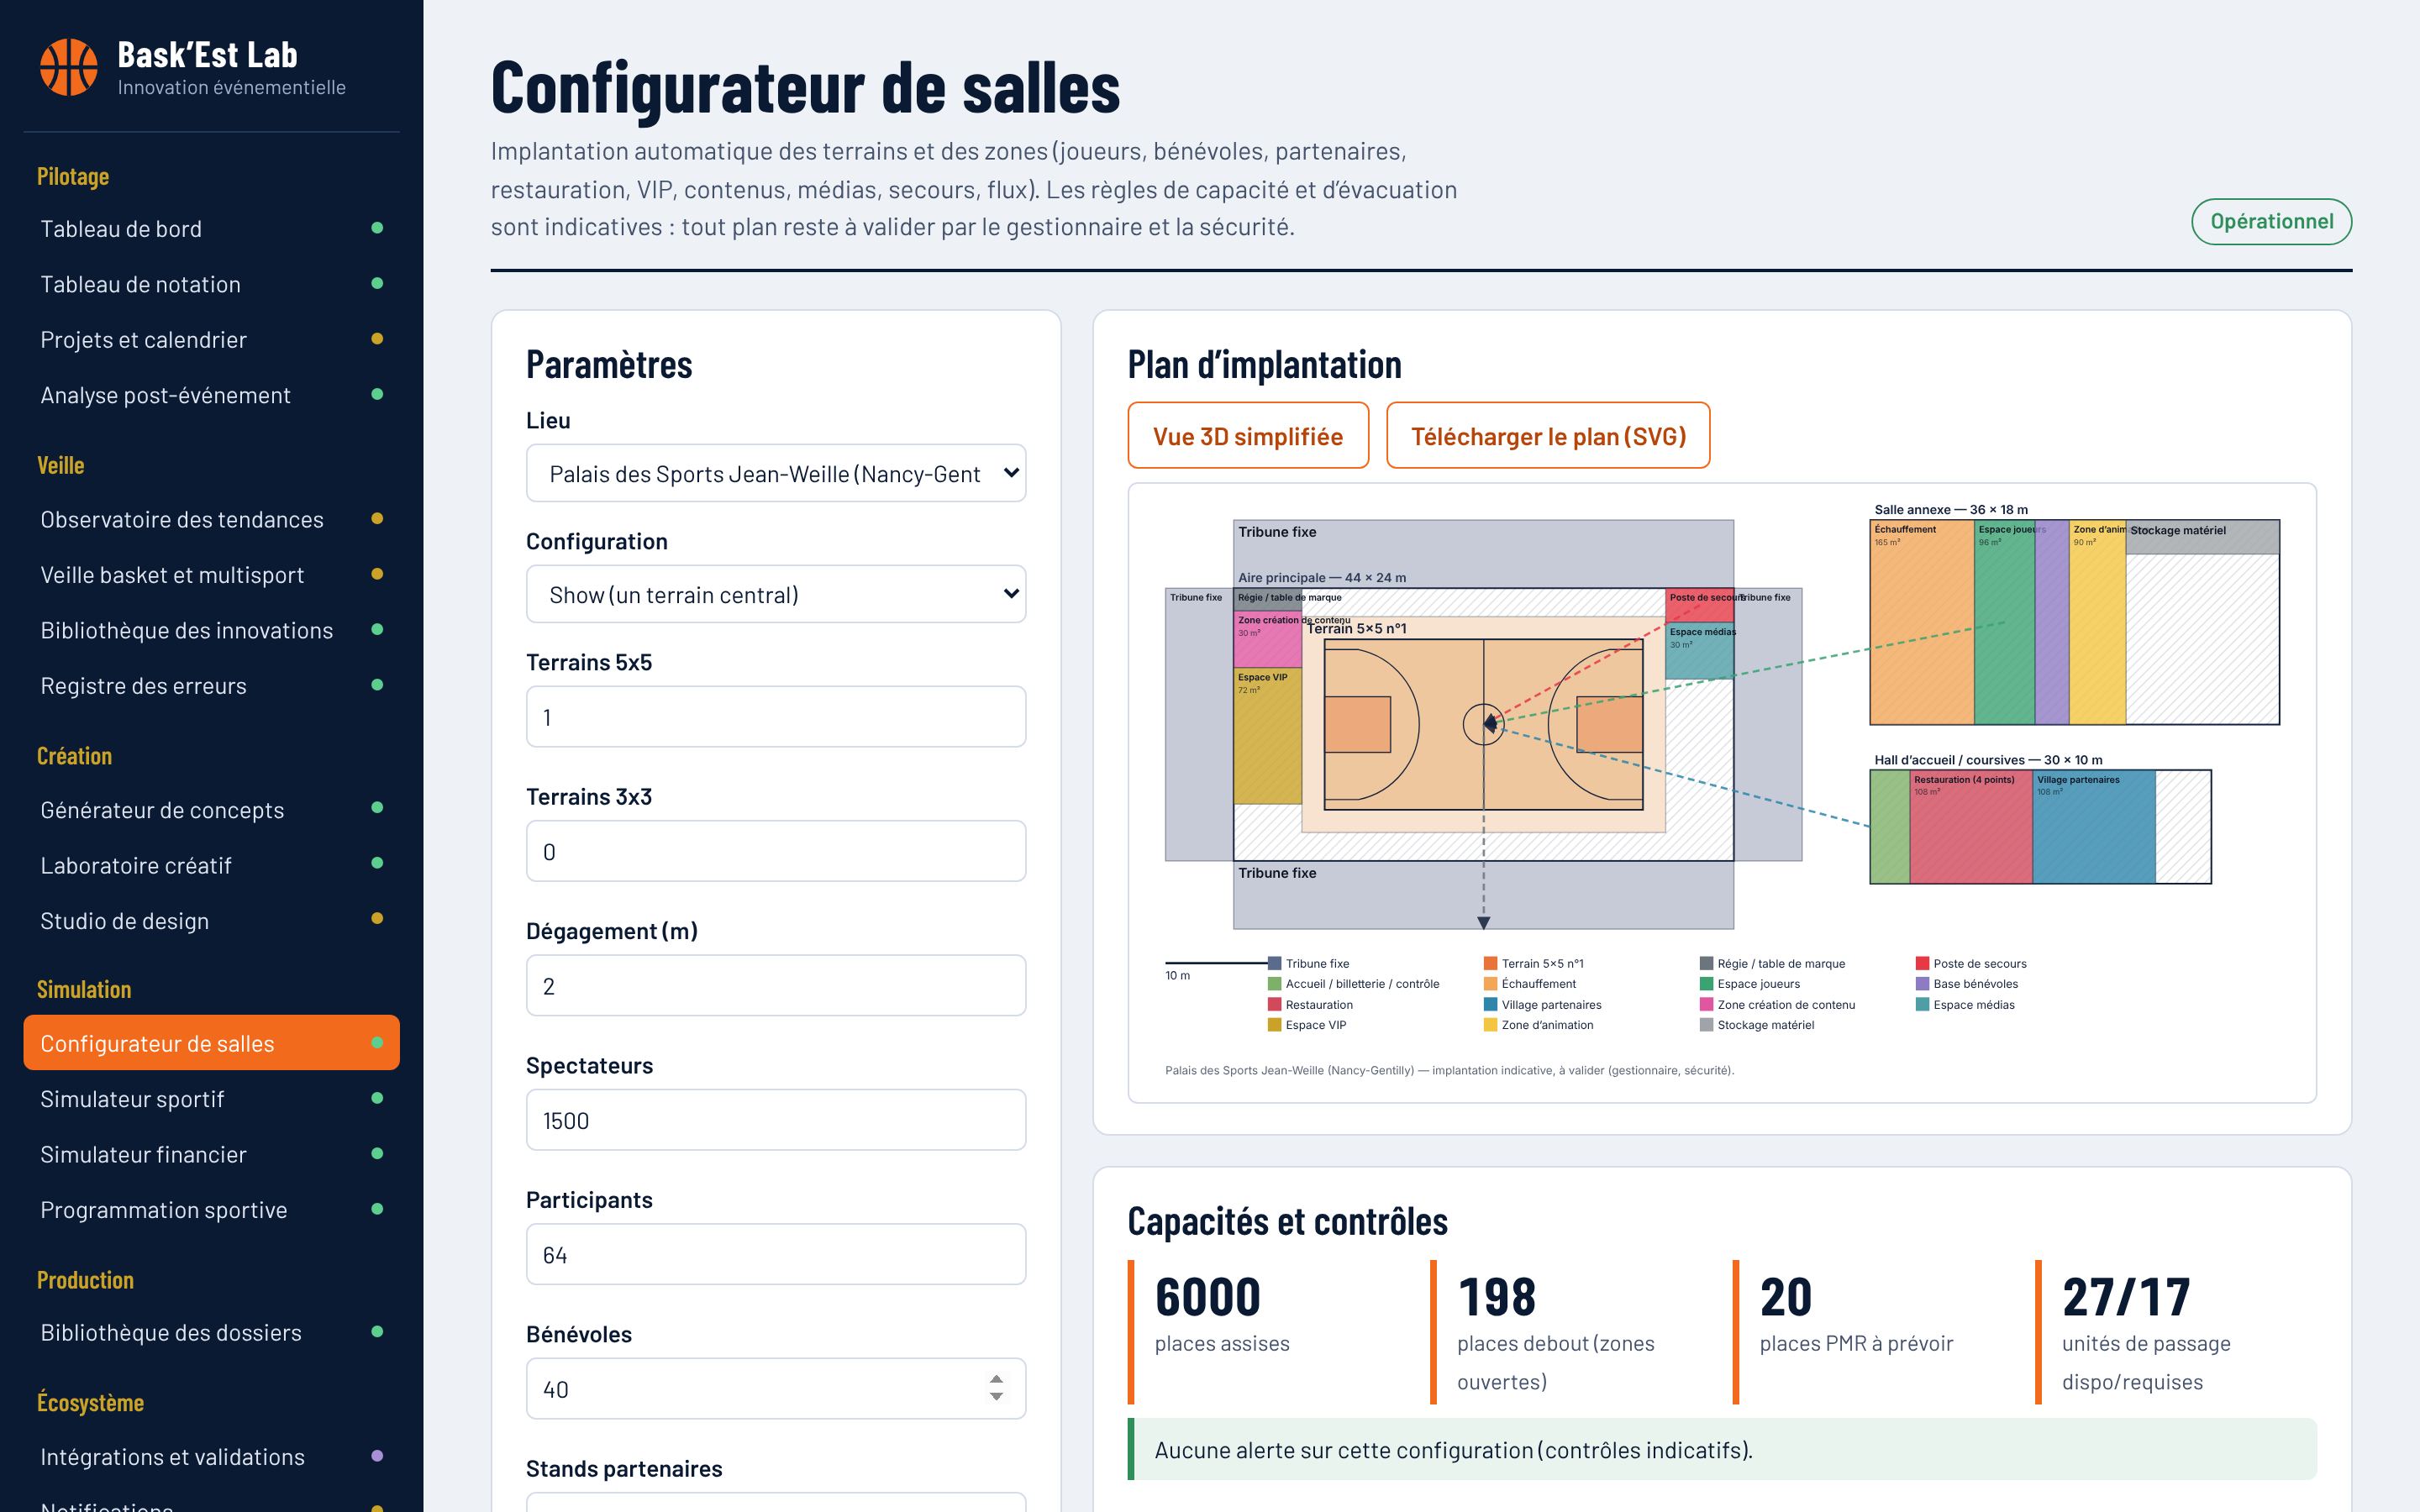 Bask’Est Lab
Innovation événementielle
Pilotage
Tableau de bord
Tableau de notation
Projets et calendrier
Analyse post-événement
Veille
Observatoire des tendances
Veille basket et multisport
Bibliothèque des innovations
Registre des erreurs
Création
Générateur de concepts
Laboratoire créatif
Studio de design
Simulation
Configurateur de salles
Simulateur sportif
Simulateur financier
Programmation sportive
Production
Bibliothèque des dossiers
Écosystème
Intégrations et validations
Notifications
Configurateur de salles
Implantation automatique des terrains et des zones (joueurs, bénévoles, partenaires,
restauration, VIP, contenus, médias, secours, flux). Les règles de capacité et d’évacuation
sont indicatives : tout plan reste à valider par le gestionnaire et la sécurité.
Opérationnel
Paramètres
Lieu
Palais des Sports Jean-Weille (Nancy-Gent
Configuration
Show (un terrain central)
Terrains 5x5
1
Terrains 3x3
0
Dégagement (m)
2
Spectateurs
1500
Participants
64
Bénévoles
40
Stands partenaires
Plan d’implantation
Vue 3D simplifiée
Télécharger le plan (SVG)
Tribune fixe
Aire principale — 44 × 24 m
Tribune fixe
Régie / table de marque
Zone création de contenu
30 m²
Terrain 5×5 n°1
Espace VIP
72 m²
Poste de secours
Tribune fixe
Espace médias
30 m²
Tribune fixe
Salle annexe — 36 × 18 m
Échauffement
165 m²
Espace joueurs
96 m²
Zone d’anim
90 m²
Stockage matériel
Hall d’accueil / coursives — 30 × 10 m
Restauration (4 points)
108 m²
Village partenaires
108 m²
10 m
Tribune fixe
Terrain 5×5 n°1
Régie / table de marque
Poste de secours
Accueil / billetterie / contrôle
Échauffement
Espace joueurs
Base bénévoles
Restauration
Village partenaires
Zone création de contenu
Espace médias
Espace VIP
Zone d’animation
Stockage matériel
Palais des Sports Jean-Weille (Nancy-Gentilly) — implantation indicative, à valider (gestionnaire, sécurité).
Capacités et contrôles
6000
places assises
198
places debout (zones
ouvertes)
20
places PMR à prévoir
27/17
unités de passage
dispo/requises
Aucune alerte sur cette configuration (contrôles indicatifs).